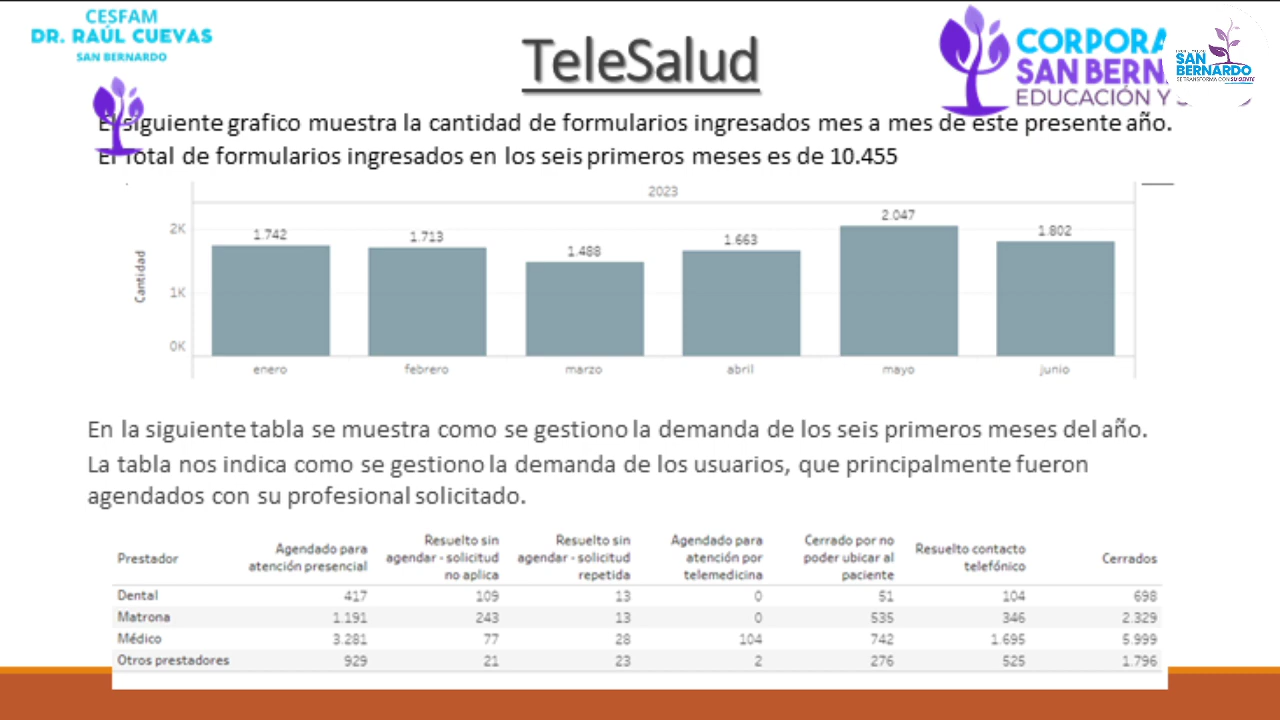 CESFAM
DR. RAÚL CUEVAS
SAN BERNARDO
TeleSalud
CORPORA
SAN BERN
EDUCACIÓN Y
SAN
BERNARDO
SE TRANSFORMA CON SU GENTE
El siguiente grafico muestra la cantidad de formularios ingresados mes a mes de este presente año.
El Total de formularios ingresados en los seis primeros meses es de 10.455
2023
Cantidad
2K
1K
0K
1.742
1.713
1.488
1.663
2.047
1.802
enero
febrero
marzo
abril
mayo
junio
En la siguiente tabla se muestra como se gestiono la demanda de los seis primeros meses del año.
La tabla nos indica como se gestiono la demanda de los usuarios, que principalmente fueron
agendados con su profesional solicitado.
Prestador Agendado para atención presencial Resuelto sin agendar - solicitud no aplica Resuelto sin agendar - solicitud repetida Agendado para atención por telemedicina Cerrado por no poder ubicar al paciente Resuelto contacto telefónico Cerrados
Dental 417 109 13 0 51 104 698
Matrona 1.191 243 13 0 535 346 2.329
Médico 3.281 77 28 104 742 1.695 5.999
Otros prestadores 929 21 23 2 276 525 1.796